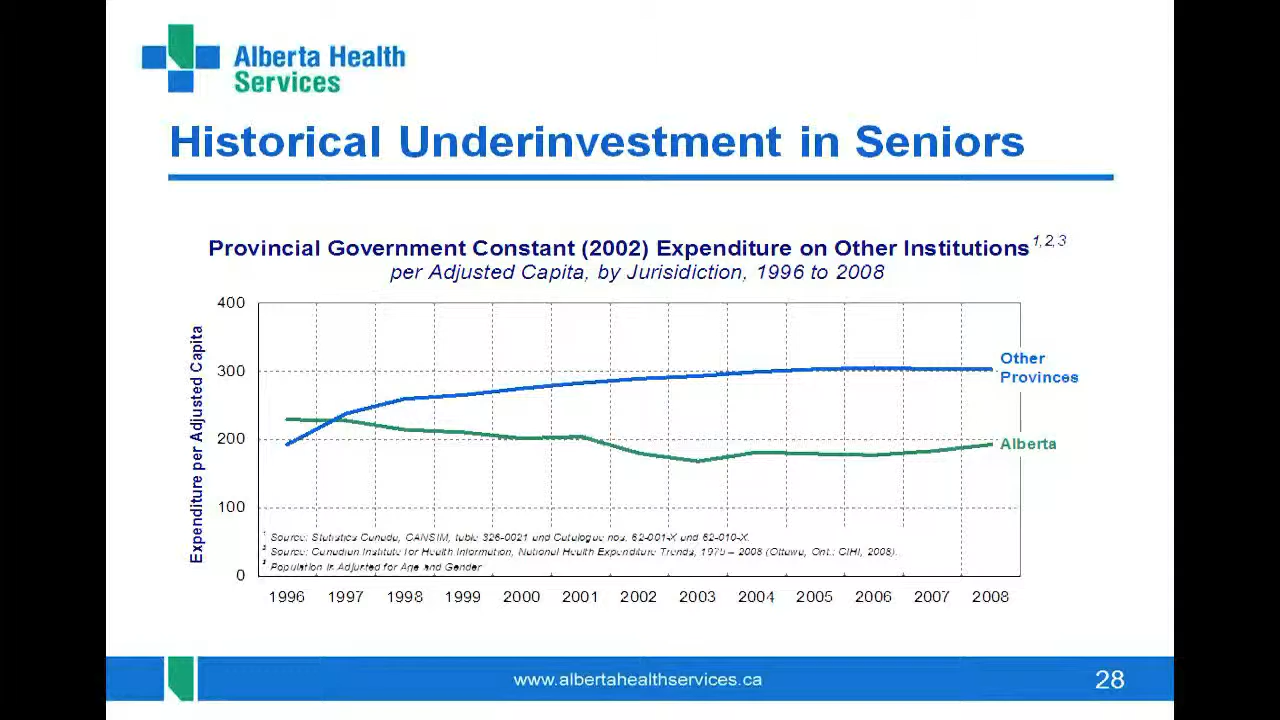 Alberta Health
Services
Historical Underinvestment in Seniors
Provincial Government Constant (2002) Expenditure on Other Institutions 1,2,3
per Adjusted Capita, by Jurisidiction, 1996 to 2008
Expenditure per Adjusted Capita
400
300
200
100
0
Other
Provinces
Alberta
1 Source: Statistics Canada, CANSIM, table 326-0021 and Catalogue nos. 62-001-X and 62-010-X.
2 Source: Canadian Institute for Health Information, National Health Expenditure Trends, 1975 – 2008 (Ottawa, Ont.: CIHI, 2008).
3 Population is Adjusted for Age and Gender
1996 1997 1998 1999 2000 2001 2002 2003 2004 2005 2006 2007 2008
www.albertahealthservices.ca
28